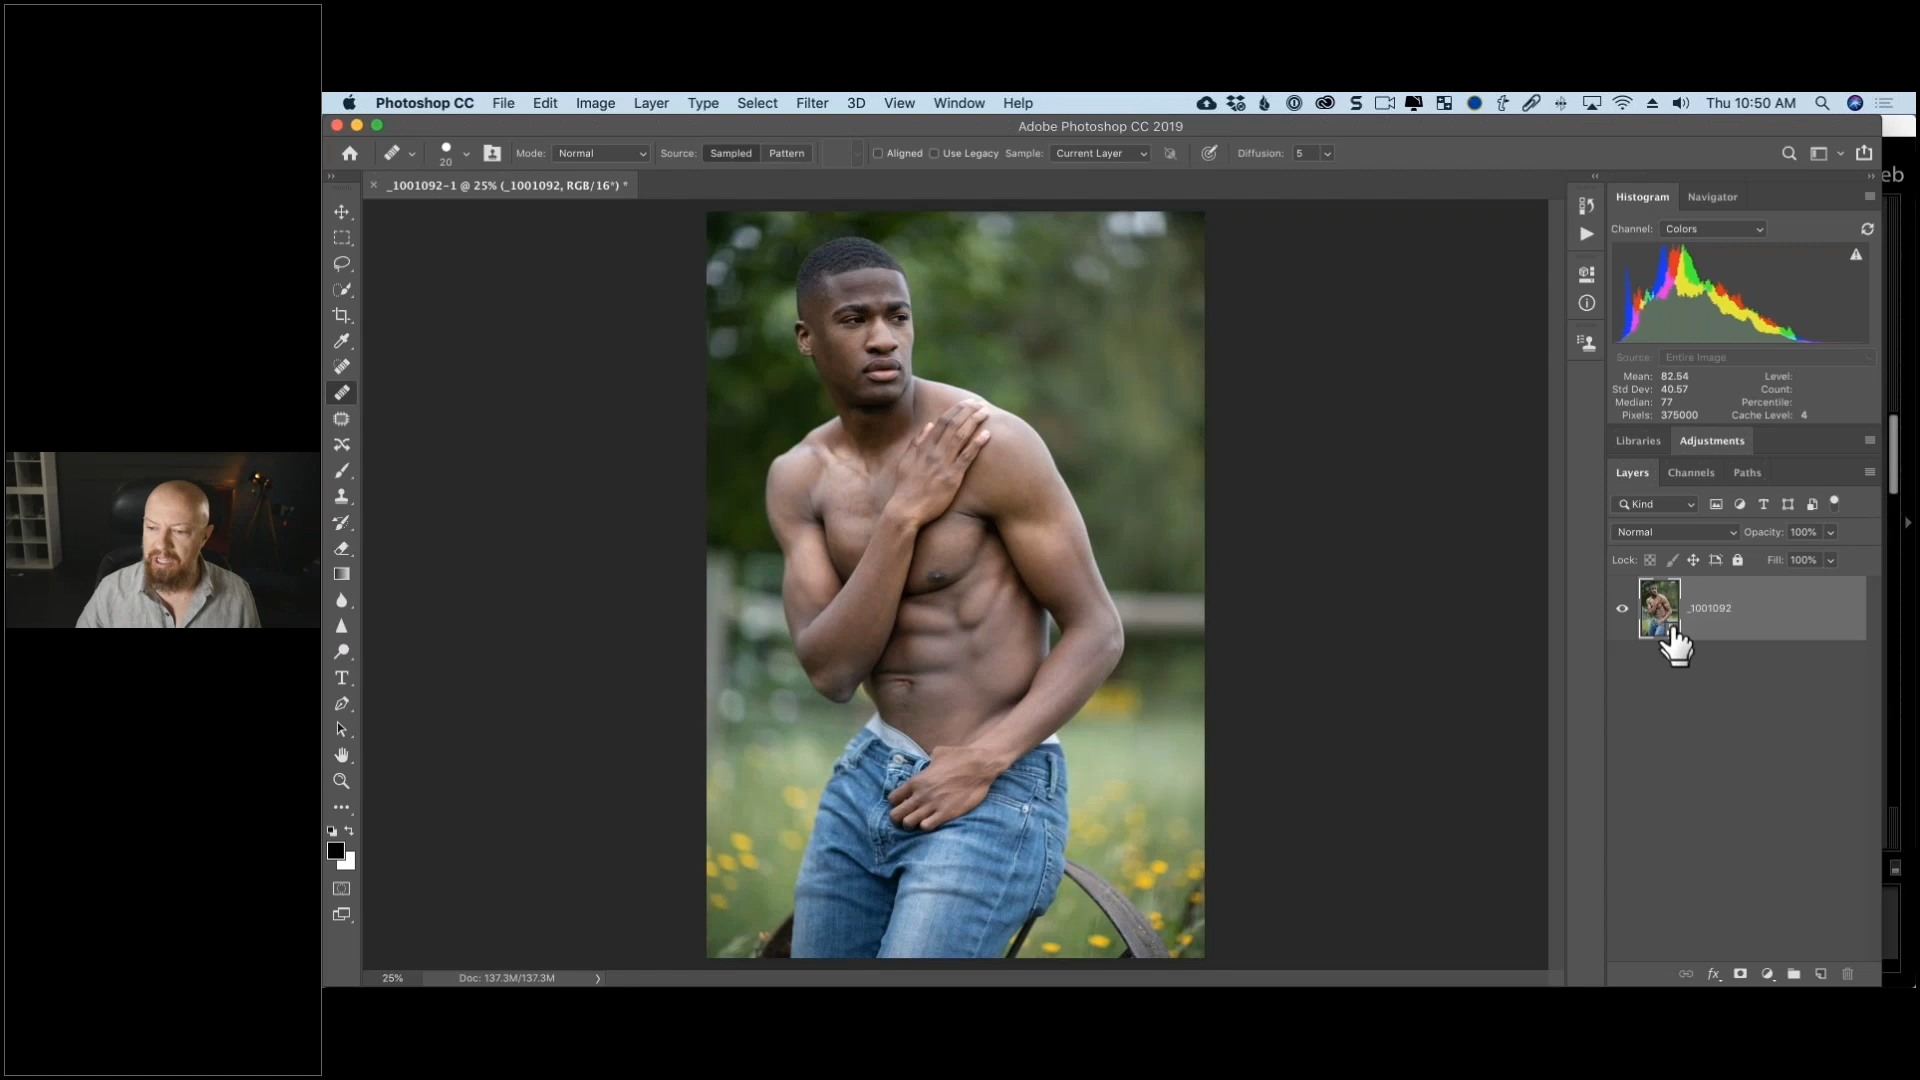 Photoshop CC File Edit Image Layer Type Select Filter 3D View Window Help Thu 10:50 AM
Adobe Photoshop CC 2019
20 Mode: Normal Source: Sampled Pattern Aligned Use Legacy Sample: Current Layer Diffusion: 5
eb
_1001092-1 @ 25% (_1001092, RGB/16*) *
Histogram Navigator
Channel: Colors
Source: Entire Image
Mean: 82.54 Level:
Std Dev: 40.57 Count:
Median: 77 Percentile:
Pixels: 375000 Cache Level: 4
Libraries Adjustments
Layers Channels Paths
Kind
Normal Opacity: 100%
Lock: Fill: 100%
_1001092
25% Doc: 137.3M/137.3M